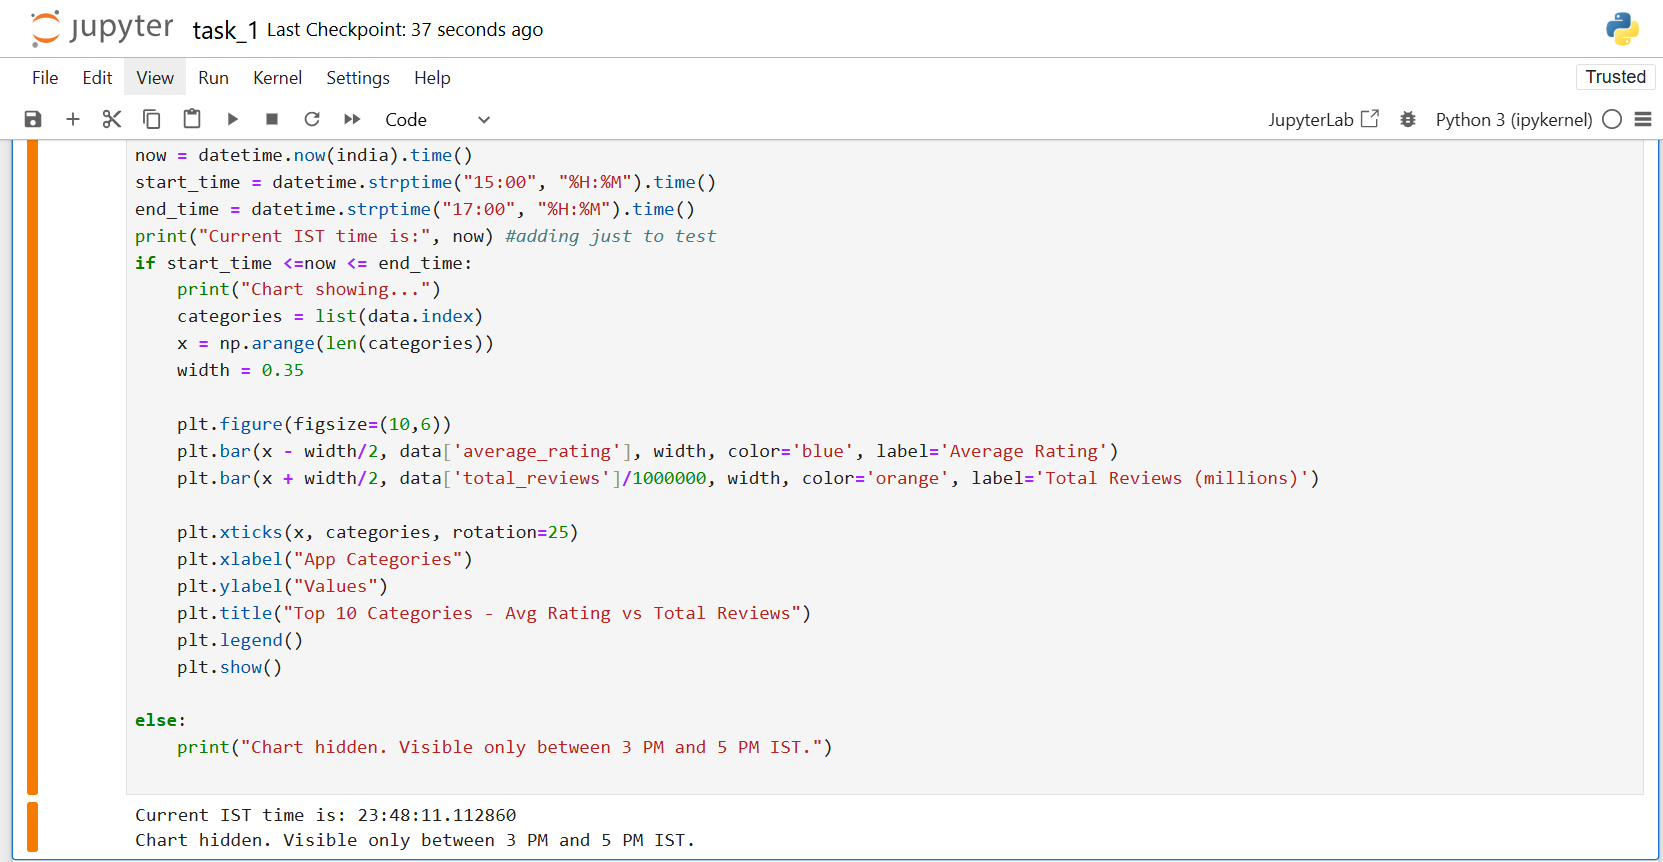 jupyter task_1 Last Checkpoint: 37 seconds ago
File Edit View Run Kernel Settings Help Trusted
Code JupyterLab Python 3 (ipykernel)
now = datetime.now(india).time()
start_time = datetime.strptime("15:00", "%H:%M").time()
end_time = datetime.strptime("17:00", "%H:%M").time()
print("Current IST time is:", now) #adding just to test
if start_time <=now <= end_time:
    print("Chart showing...")
    categories = list(data.index)
    x = np.arange(len(categories))
    width = 0.35
    plt.figure(figsize=(10,6))
    plt.bar(x - width/2, data['average_rating'], width, color='blue', label='Average Rating')
    plt.bar(x + width/2, data['total_reviews']/1000000, width, color='orange', label='Total Reviews (millions)')
    plt.xticks(x, categories, rotation=25)
    plt.xlabel("App Categories")
    plt.ylabel("Values")
    plt.title("Top 10 Categories - Avg Rating vs Total Reviews")
    plt.legend()
    plt.show()
else:
    print("Chart hidden. Visible only between 3 PM and 5 PM IST.")
Current IST time is: 23:48:11.112860
Chart hidden. Visible only between 3 PM and 5 PM IST.